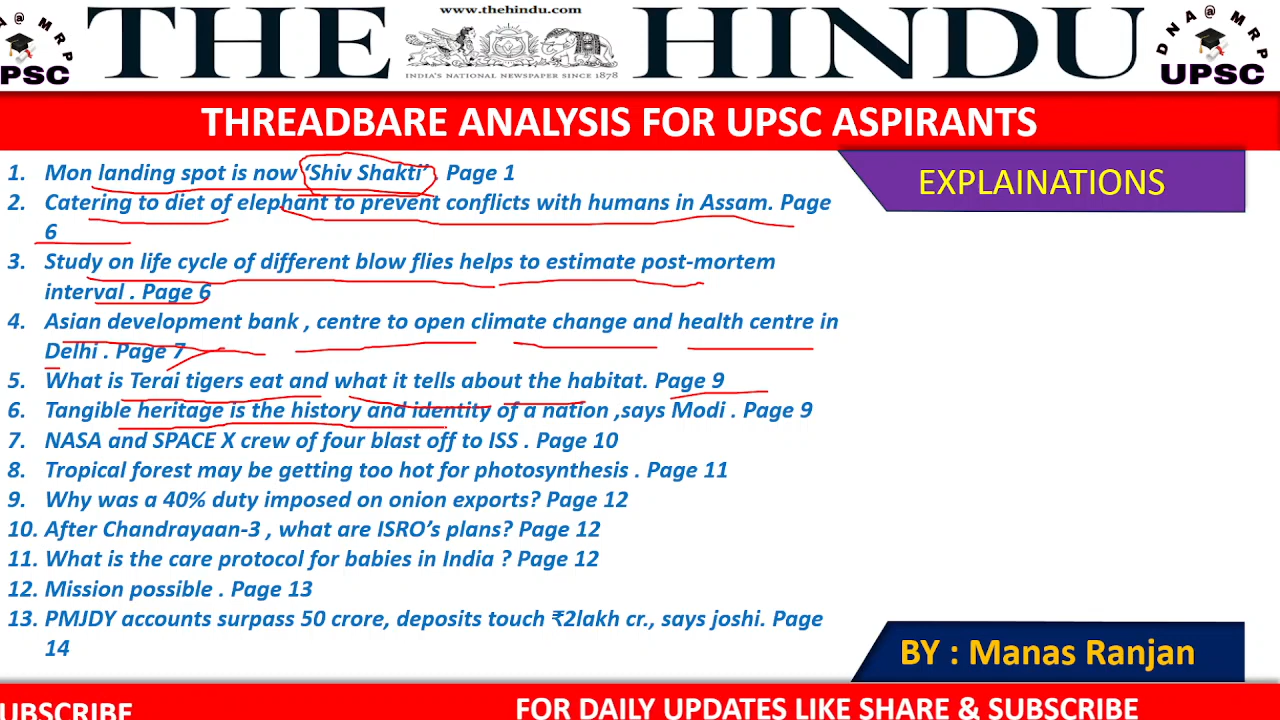 www.thehindu.com
THE HINDU
INDIA'S NATIONAL NEWSPAPER SINCE 1878
@ MRP
PSC
DNA@MRP
UPSC
THREADBARE ANALYSIS FOR UPSC ASPIRANTS
1. Mon landing spot is now ‘Shiv Shakti’ . Page 1
2. Catering to diet of elephant to prevent conflicts with humans in Assam. Page
6
3. Study on life cycle of different blow flies helps to estimate post-mortem
interval . Page 6
4. Asian development bank , centre to open climate change and health centre in
Delhi . Page 7
5. What is Terai tigers eat and what it tells about the habitat. Page 9
6. Tangible heritage is the history and identity of a nation ,says Modi . Page 9
7. NASA and SPACE X crew of four blast off to ISS . Page 10
8. Tropical forest may be getting too hot for photosynthesis . Page 11
9. Why was a 40% duty imposed on onion exports? Page 12
10. After Chandrayaan-3 , what are ISRO’s plans? Page 12
11. What is the care protocol for babies in India ? Page 12
12. Mission possible . Page 13
13. PMJDY accounts surpass 50 crore, deposits touch ₹2lakh cr., says joshi. Page
14
EXPLAINATIONS
BY : Manas Ranjan
UBSCRIBE
FOR DAILY UPDATES LIKE SHARE & SUBSCRIBE